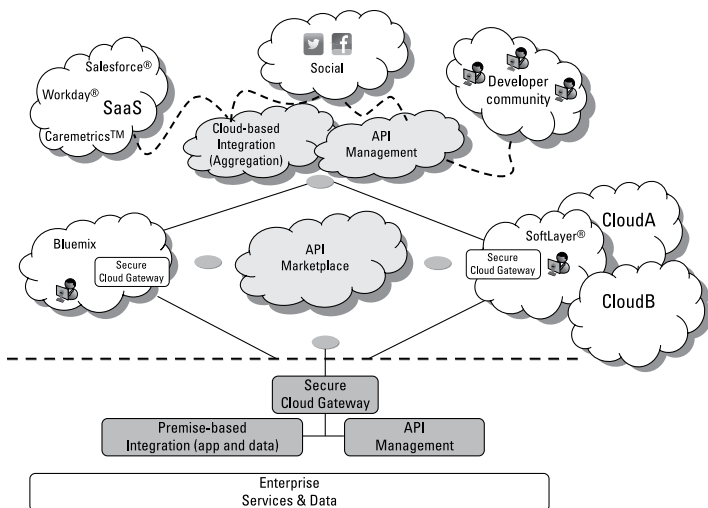 Salesforce®
Workday®
SaaS
Caremetrics™
Social
Developer
community
Cloud-based
Integration
(Aggregation)
API
Management
Bluemix
Secure
Cloud Gateway
API
Marketplace
SoftLayer®
Secure
Cloud Gateway
CloudA
CloudB
Secure
Cloud Gateway
Premise-based
Integration (app and data)
API
Management
Enterprise
Services & Data